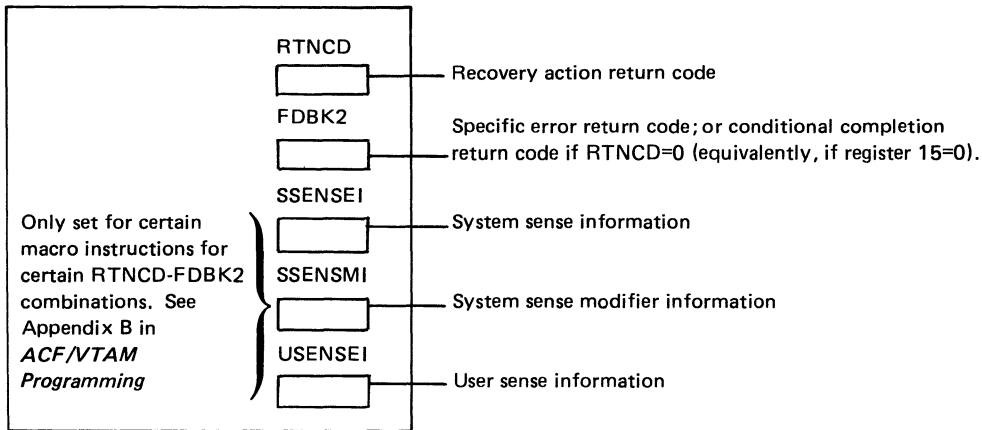 RTNCD
Recovery action return code
FDBK2
Specific error return code; or conditional completion
return code if RTNCD=0 (equivalently, if register 15=0).
SSENSEI
System sense information
Only set for certain
macro instructions for
certain RTNCD-FDBK2
combinations. See
Appendix B in
ACF/VTAM
Programming
SSENSMI
System sense modifier information
USENSEI
User sense information